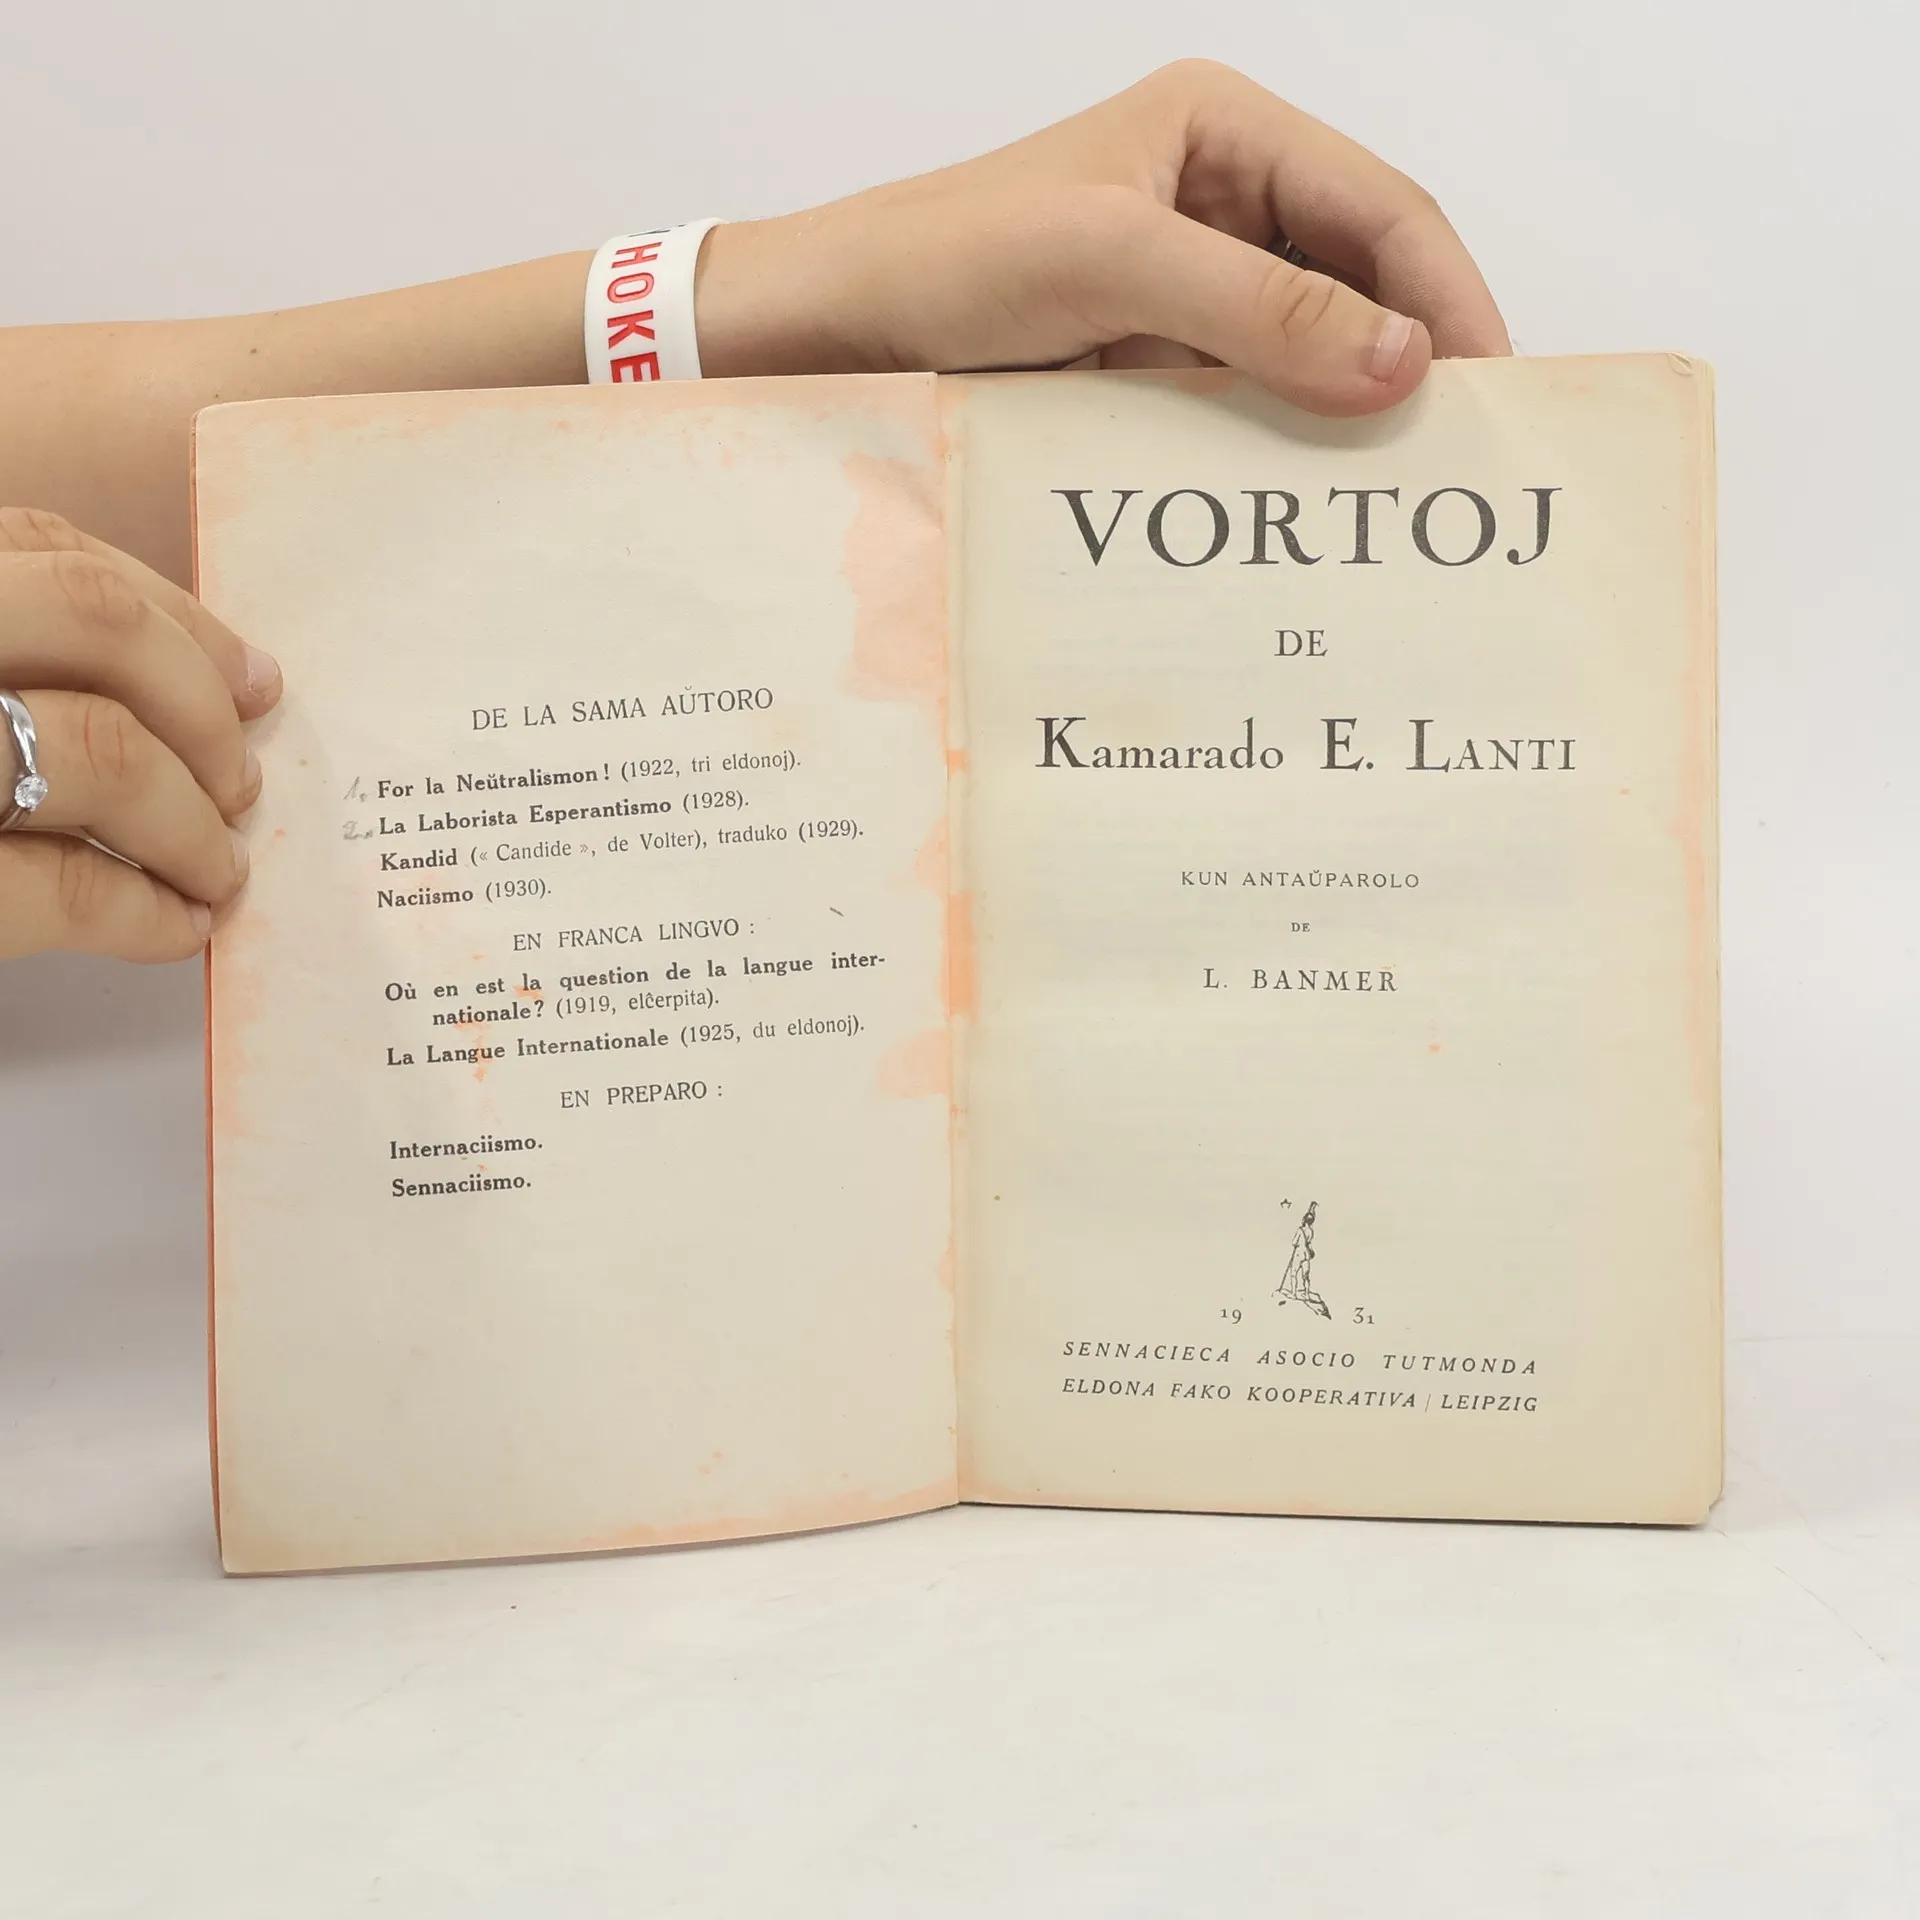 HOKE
DE LA SAMA AŬTORO
1. For la Neŭtralismon! (1922, tri eldonoj).
2. La Laborista Esperantismo (1928).
Kandid (« Candide », de Volter), traduko (1929).
Naciismo (1930).
EN FRANCA LINGVO :
Où en est la question de la langue inter-
nationale? (1919, elĉerpita).
La Langue Internationale (1925, du eldonoj).
EN PREPARO :
Internaciismo.
Sennaciismo.
VORTOJ
DE
Kamarado E. LANTI
KUN ANTAŬPAROLO
DE
L. BANMER
19 31
SENNACIECA ASOCIO TUTMONDA
ELDONA FAKO KOOPERATIVA / LEIPZIG